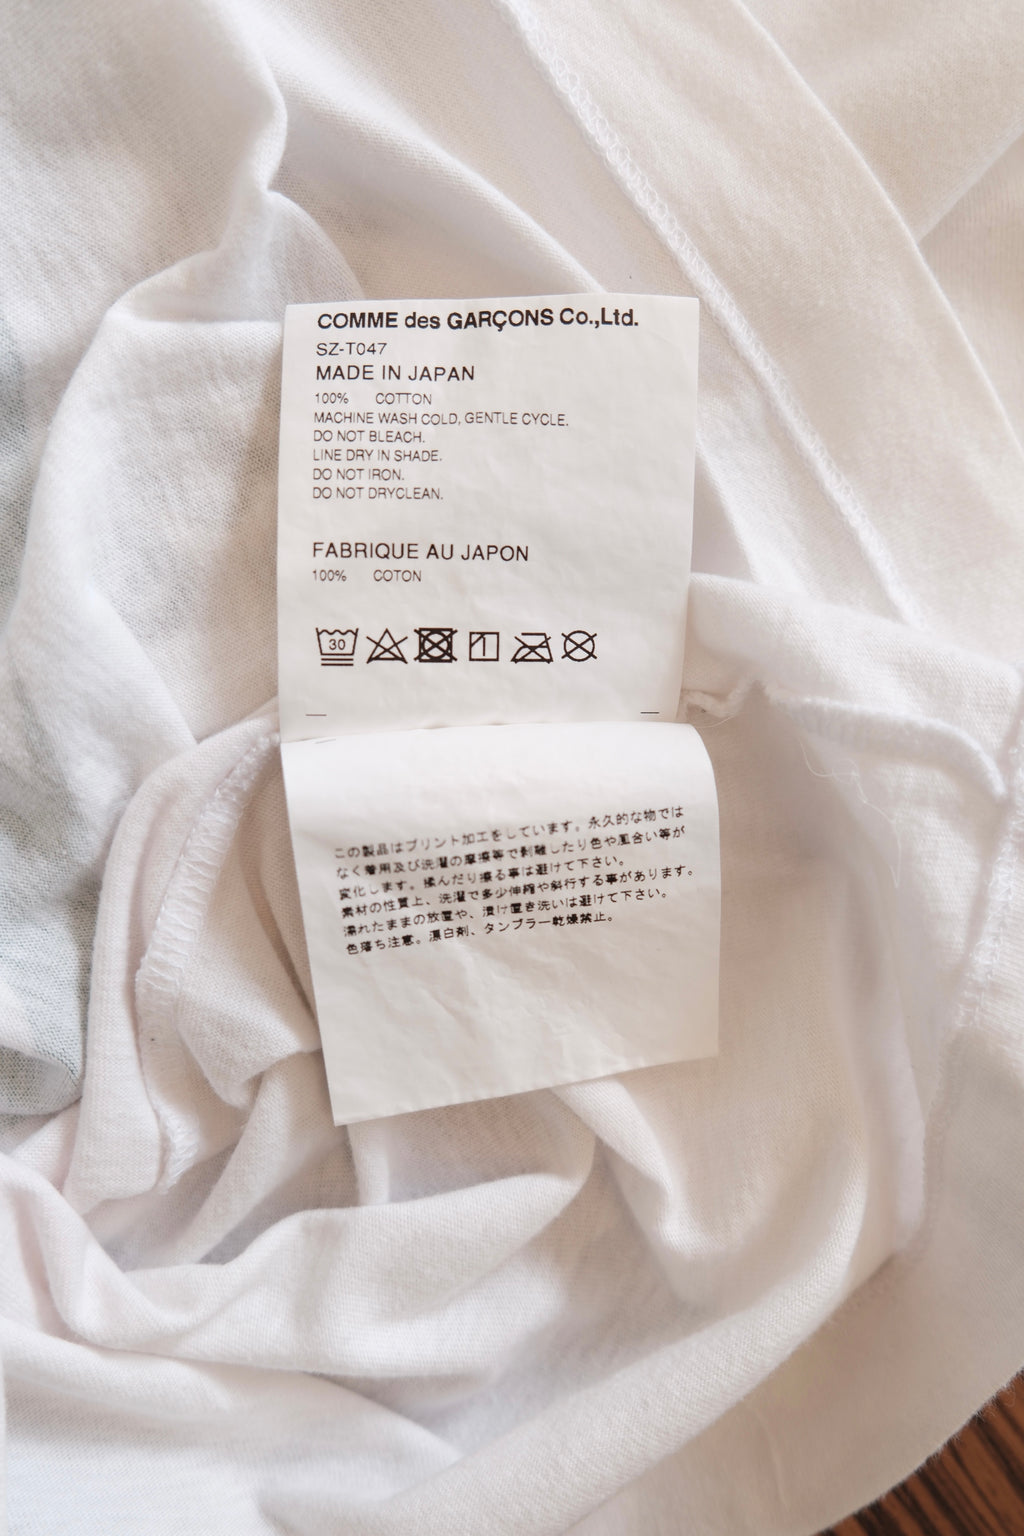 COMME des GARÇONS Co.,Ltd.
SZ-T047
MADE IN JAPAN
100% COTTON
MACHINE WASH COLD, GENTLE CYCLE.
DO NOT BLEACH.
LINE DRY IN SHADE.
DO NOT IRON.
DO NOT DRYCLEAN.
FABRIQUE AU JAPON
100% COTON
30
この製品はプリント加工をしています。永久的な物では
なく着用及び洗濯の摩擦等で剥離したり色や風合い等が
変化します。揉んだり擦る事は避けて下さい。
素材の性質上、洗濯で多少伸縮や斜行する事があります。
濡れたままの放置や、漬け置き洗いは避けて下さい。
色落ち注意。漂白剤、タンブラー乾燥禁止。